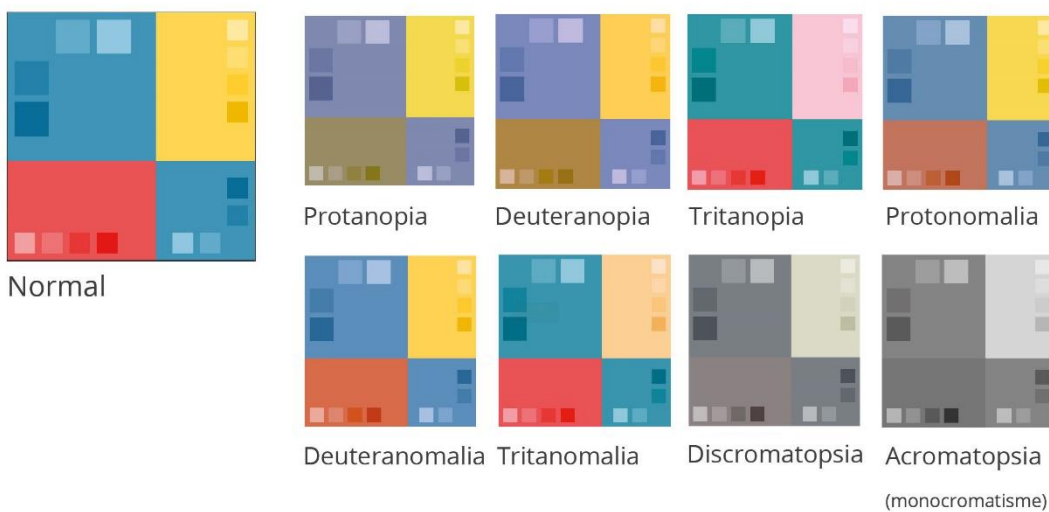 Normal
Protanopia
Deuteranopia
Tritanopia
Protonomalia
Deuteranomalia
Tritanomalia
Discromatopsia
Acromatopsia
(monocromatisme)